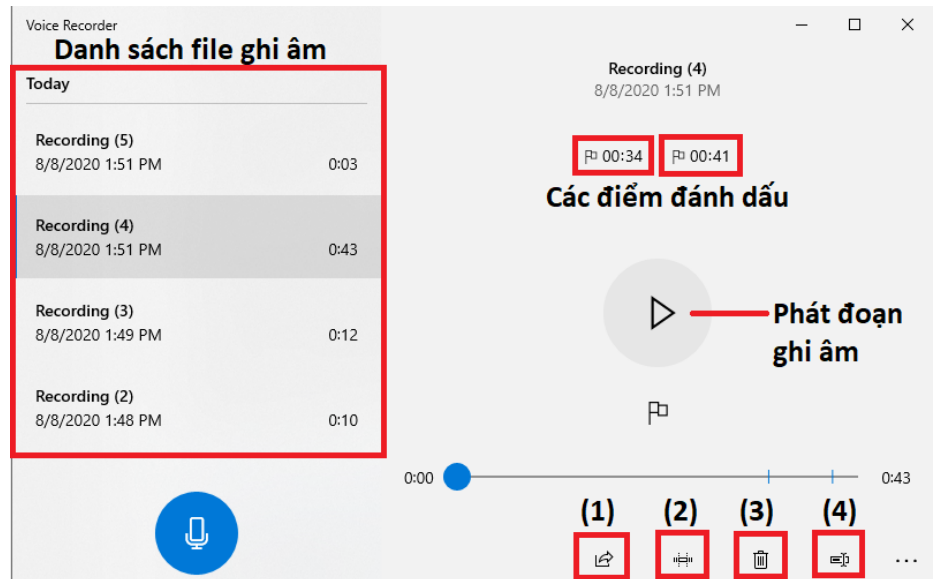 Voice Recorder
Danh sách file ghi âm
Today
Recording (5)
8/8/2020 1:51 PM 0:03
Recording (4)
8/8/2020 1:51 PM 0:43
Recording (3)
8/8/2020 1:49 PM 0:12
Recording (2)
8/8/2020 1:48 PM 0:10
Recording (4)
8/8/2020 1:51 PM
00:34 00:41
Các điểm đánh dấu
Phát đoạn
ghi âm
0:00 0:43
(1) (2) (3) (4)